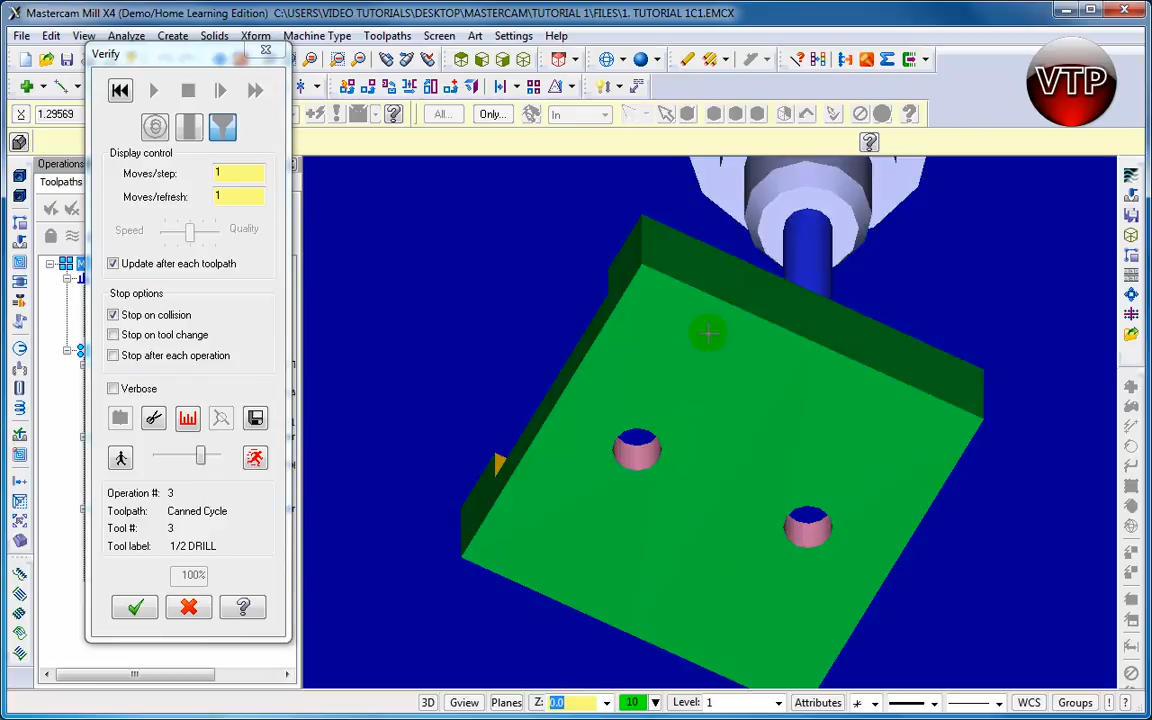 Mastercam Mill X4 (Demo/Home Learning Edition) C:\USERS\VIDEO TUTORIALS\DESKTOP\MASTERCAM\TUTORIAL 1\FILES\1. TUTORIAL 1C1.EMCX
File Edit View Analyze Create Solids Xform Machine Type Toolpaths Screen Art Settings Help
Verify
VTP
1.29569
All...
Only...
In
Operations
Toolpaths
Display control
Moves/step: 1
Moves/refresh: 1
Speed
Quality
Update after each toolpath
Stop options
Stop on collision
Stop on tool change
Stop after each operation
Verbose
Operation #: 3
Toolpath: Canned Cycle
Tool #: 3
Tool label: 1/2 DRILL
100%
3D Gview Planes Z: 0.0 10 Level: 1 Attributes WCS Groups ! ?